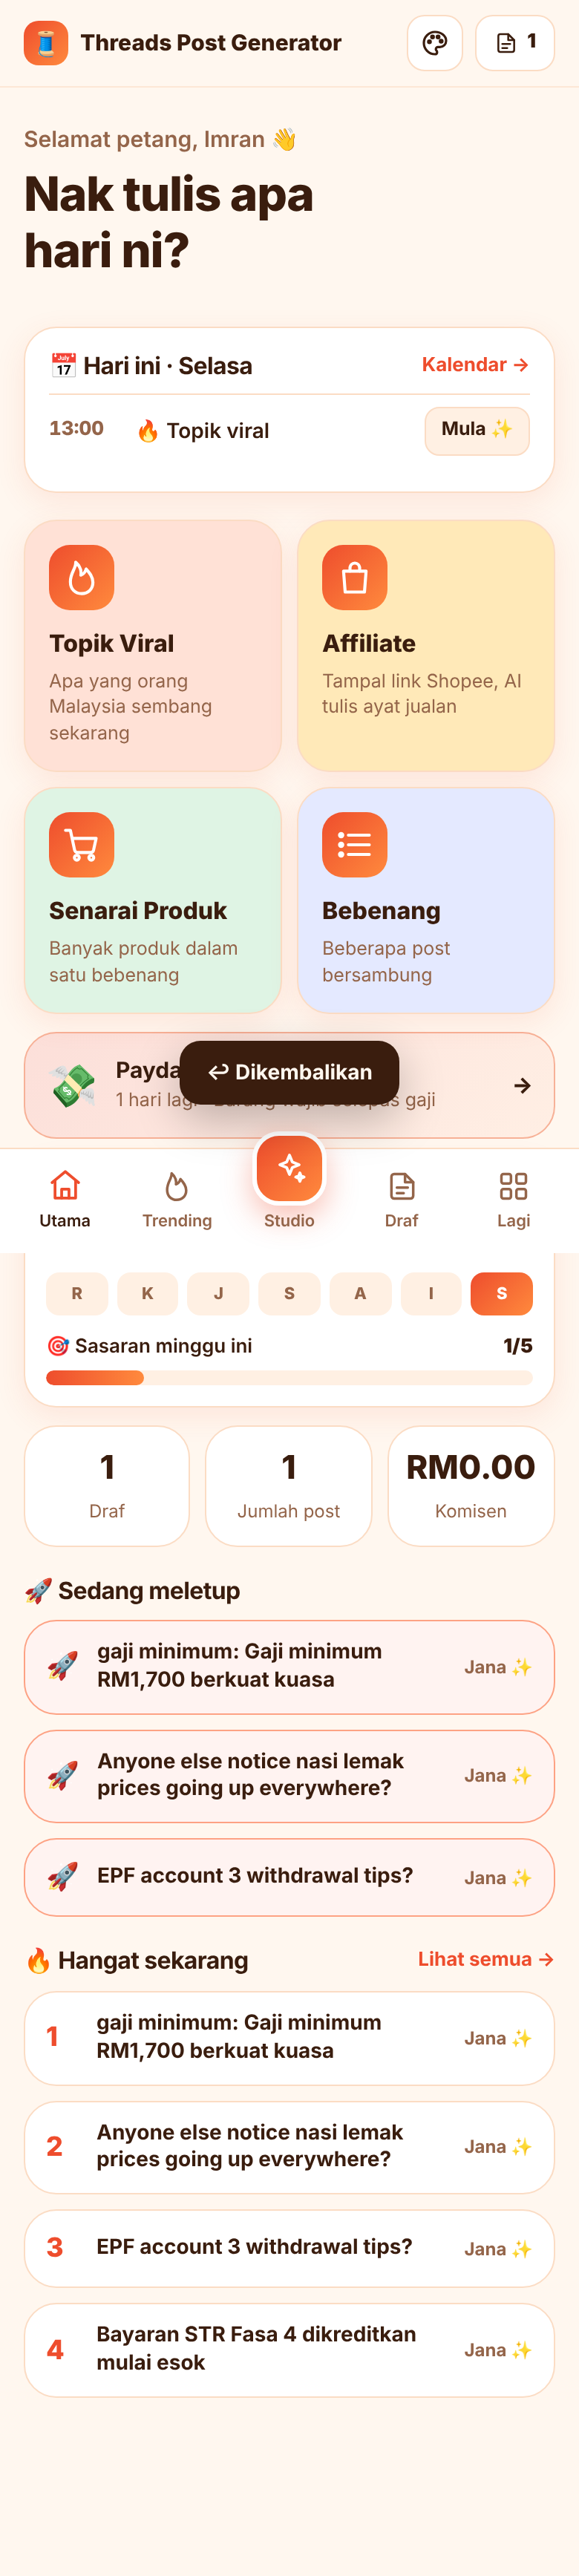 Threads Post Generator
1
Selamat petang, Imran 👋
Nak tulis apa
hari ni?
📅 Hari ini · Selasa
Kalendar →
13:00
🔥 Topik viral
Mula ✨
Topik Viral
Apa yang orang
Malaysia sembang
sekarang
Affiliate
Tampal link Shopee, AI
tulis ayat jualan
Senarai Produk
Banyak produk dalam
satu bebenang
Bebenang
Beberapa post
bersambung
↩ Dikembalikan
1 hari
gaji
→
Utama
Trending
Studio
Draf
Lagi
R
K
J
S
A
I
S
🎯 Sasaran minggu ini
1/5
1
Draf
1
Jumlah post
RM0.00
Komisen
🚀 Sedang meletup
🚀 gaji minimum: Gaji minimum
RM1,700 berkuat kuasa
Jana ✨
🚀 Anyone else notice nasi lemak
prices going up everywhere?
Jana ✨
🚀 EPF account 3 withdrawal tips?
Jana ✨
🔥 Hangat sekarang
Lihat semua →
1
gaji minimum: Gaji minimum
RM1,700 berkuat kuasa
Jana ✨
2
Anyone else notice nasi lemak
prices going up everywhere?
Jana ✨
3
EPF account 3 withdrawal tips?
Jana ✨
4
Bayaran STR Fasa 4 dikreditkan
mulai esok
Jana ✨